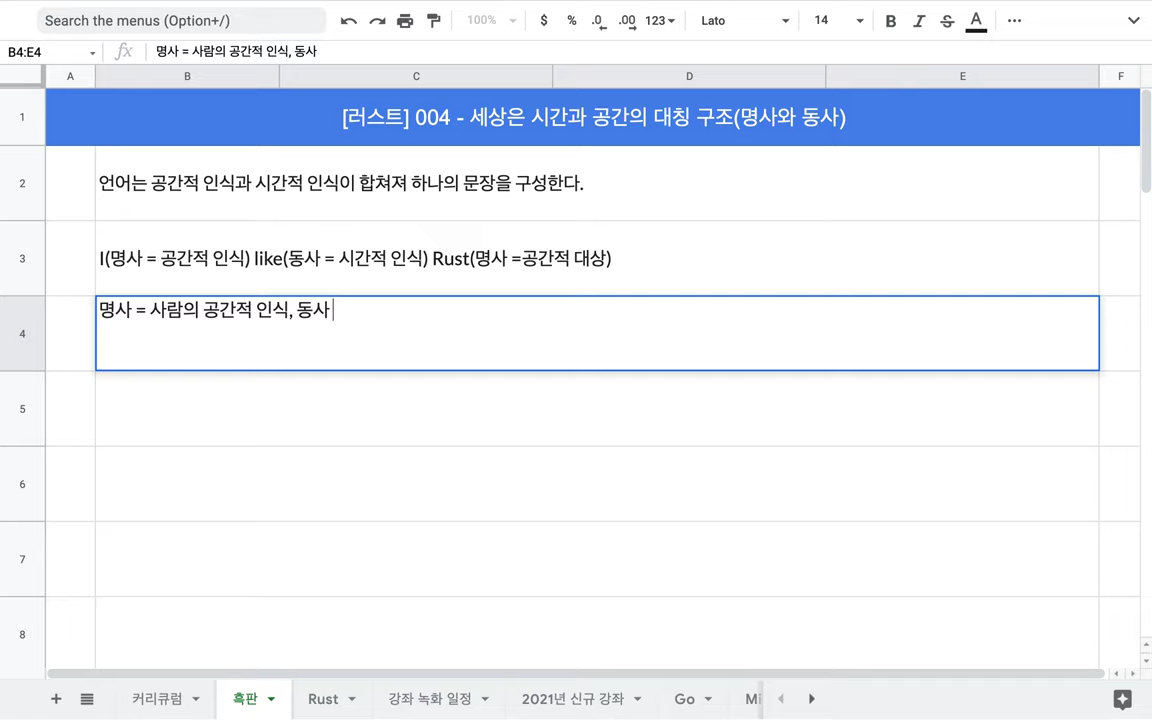 Search the menus (Option+/)
100%
$ % .0 .00 123
Lato
14
B I S A
B4:E4
fx
명사 = 사람의 공간적 인식, 동사
A B C D E F
1
[러스트] 004 - 세상은 시간과 공간의 대칭 구조(명사와 동사)
2
언어는 공간적 인식과 시간적 인식이 합쳐져 하나의 문장을 구성한다.
3
I(명사 = 공간적 인식) like(동사 = 시간적 인식) Rust(명사 =공간적 대상)
4
명사 = 사람의 공간적 인식, 동사
5
6
7
8
커리큐럼 흑판 Rust 강좌 녹화 일정 2021년 신규 강좌 Go Mi